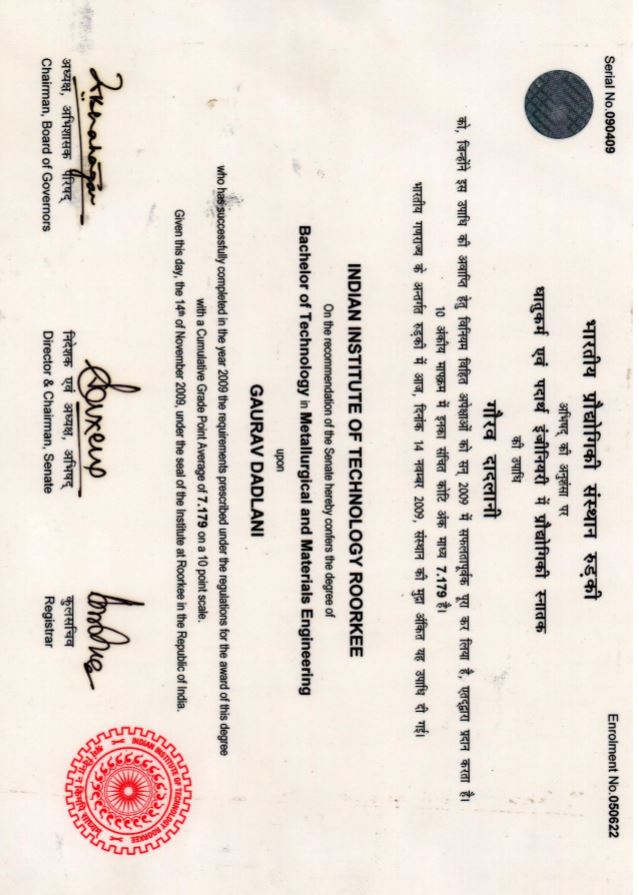 Serial No.090409
Enrolment No.050622
भारतीय प्रौद्योगिकी संस्थान रुड़की
अभिषद् की अनुशंसा पर
धातुकर्म एवं पदार्थ इंजीनियरी में प्रौद्योगिकी स्नातक
की उपाधि
गौरव दादलानी
को, जिन्होंने इस उपाधि की अवाप्ति हेतु विनियम विहित अपेक्षाओं को सन् 2009 में सफलतापूर्वक पूरा कर लिया है, एतद्द्वारा प्रदान करता है।
10 अंकीय मापक्रम में इनका संचित कोटि अंक माध्य 7.179 है।
भारतीय गणराज्य के अन्तर्गत रुड़की में आज, दिनांक 14 नवम्बर 2009, संस्थान की मुद्रा अंकित यह उपाधि दी गई।
INDIAN INSTITUTE OF TECHNOLOGY ROORKEE
On the recommendation of the Senate hereby confers the degree of
Bachelor of Technology in Metallurgical and Materials Engineering
upon
GAURAV DADLANI
who has successfully completed in the year 2009 the requirements prescribed under the regulations for the award of this degree
with a Cumulative Grade Point Average of 7.179 on a 10 point scale.
Given this day, the 14th of November 2009, under the seal of the Institute at Roorkee in the Republic of India.
अध्यक्ष, अभिशासक परिषद्
Chairman, Board of Governors
निदेशक एवं अध्यक्ष, अभिषद्
Director & Chairman, Senate
कुलसचिव
Registrar
INDIAN INSTITUTE OF TECHNOLOGY ROORKEE